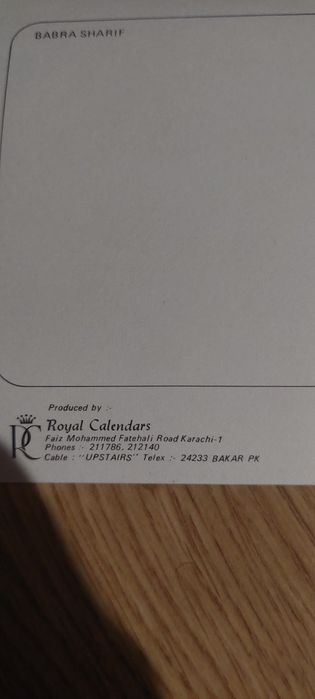 BABRA SHARIF
Produced by :-
RC
Royal Calendars
Faiz Mohammed Fatehali Road Karachi-1
Phones :- 211786, 212140
Cable : "UPSTAIRS" Telex :- 24233 BAKAR PK